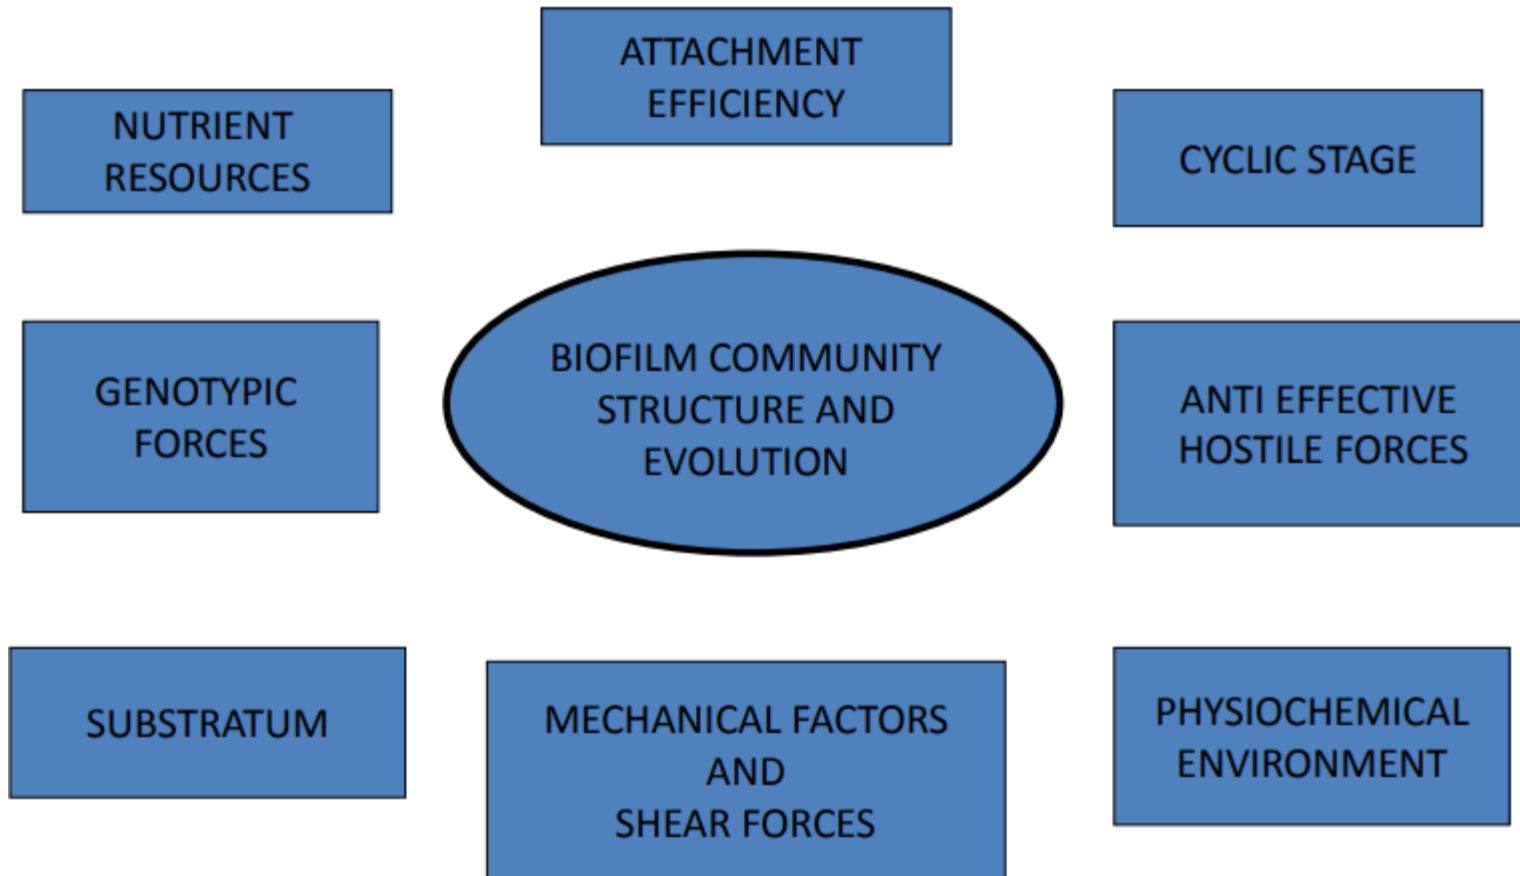 ATTACHMENT
EFFICIENCY
NUTRIENT
RESOURCES
CYCLIC STAGE
GENOTYPIC
FORCES
BIOFILM COMMUNITY
STRUCTURE AND
EVOLUTION
ANTI EFFECTIVE
HOSTILE FORCES
SUBSTRATUM
MECHANICAL FACTORS
AND
SHEAR FORCES
PHYSIOCHEMICAL
ENVIRONMENT